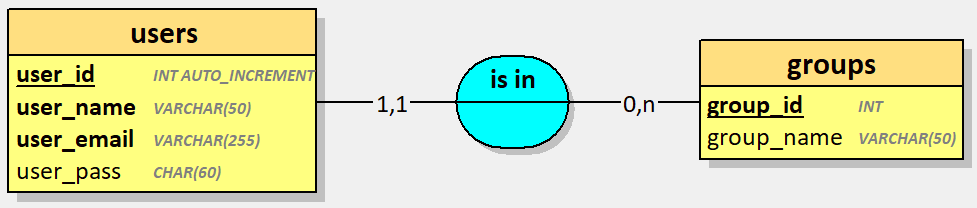 users
user_id INT AUTO_INCREMENT
user_name VARCHAR(50)
user_email VARCHAR(255)
user_pass CHAR(60)
1,1
is in
0,n
groups
group_id INT
group_name VARCHAR(50)